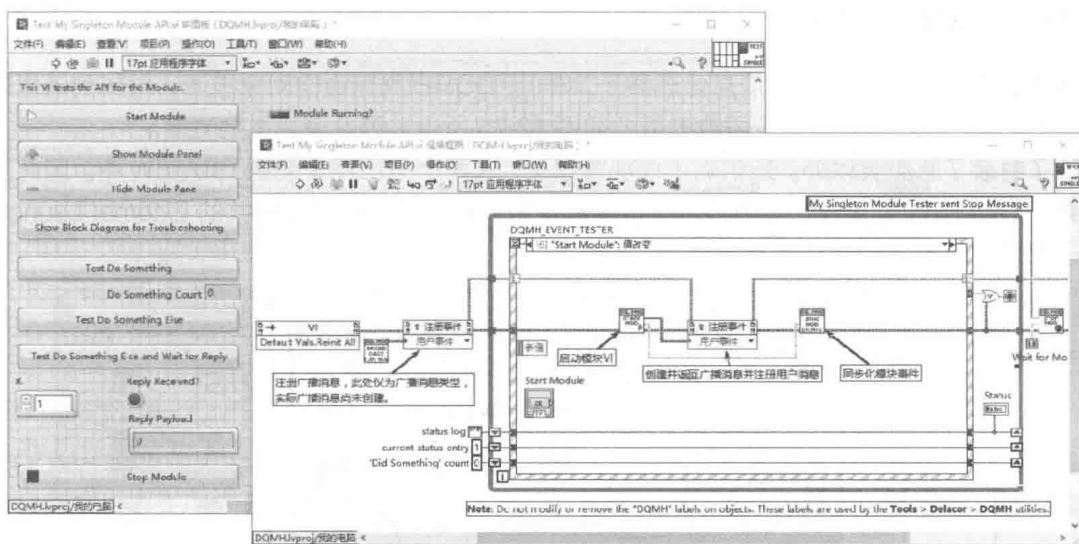 Test My Singleton Module API.vi 前面板 (DQMH.lvproj/我的电脑) *
文件(F) 编辑(E) 查看(V) 项目(P) 操作(O) 工具(T) 窗口(W) 帮助(H)
17pt 应用程序字体
TEST
SINGLE
This VI tests the API for the Module.
Start Module
Module Running?
Show Module Panel
Hide Module Pane
Show Block Diagram for Troubleshooting
Test Do Something
Do Something Count 0
Test Do Something Else
Test Do Something Else and Wait for Reply
X
1
Reply Received?
Reply Payload
0
Stop Module
DQMH.lvproj/我的电脑
Test My Singleton Module API.vi 程序框图 (DQMH.lvproj/我的电脑) *
文件(F) 编辑(E) 查看(V) 项目(P) 操作(O) 工具(T) 窗口(W) 帮助(H)
17pt 应用程序字体
SINGLE
My Singleton Module Tester sent Stop Message
DQMH_EVENT_TESTER
[6] "Start Module": 值改变
VI
Default Vals.Reinit All
注册事件
用户事件
注册事件
用户事件
启动模块VI
创建并返回广播消息并注册用户消息
同步化模块事件
注册广播消息，此处仅为广播消息类型，
实际广播消息尚未创建。
Start Module
Wait for Mo
Status
status log
current status entry 1
'Did Something' count 0
Note: Do not modify or remove the "DQMH" labels on objects. These labels are used by the Tools > Delacor > DQMH utilities.
DQMH.lvproj/我的电脑